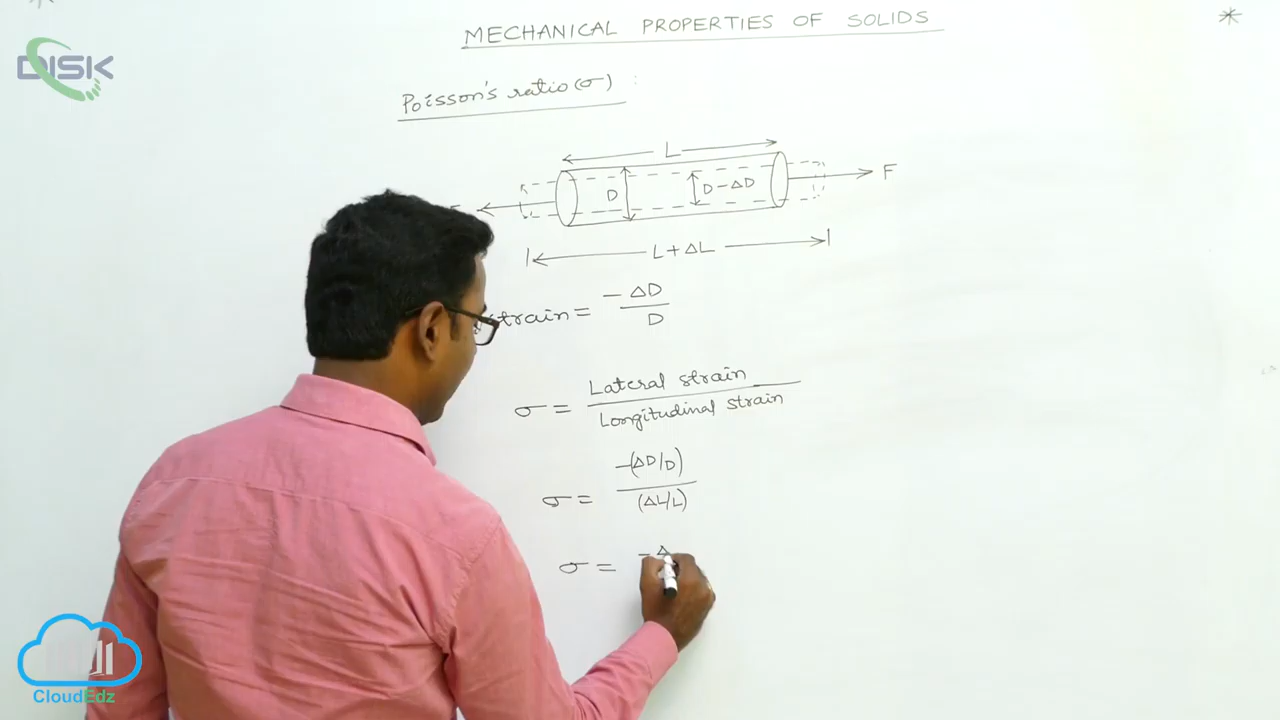 * MECHANICAL PROPERTIES OF SOLIDS *
DISK
Poisson's ratio (σ) :
L
D D - ΔD F
L + ΔL
strain = -ΔD / D
σ = Lateral strain / Longitudinal strain
σ = -(ΔD/D) / (ΔL/L)
σ = -Δ
CloudEdz